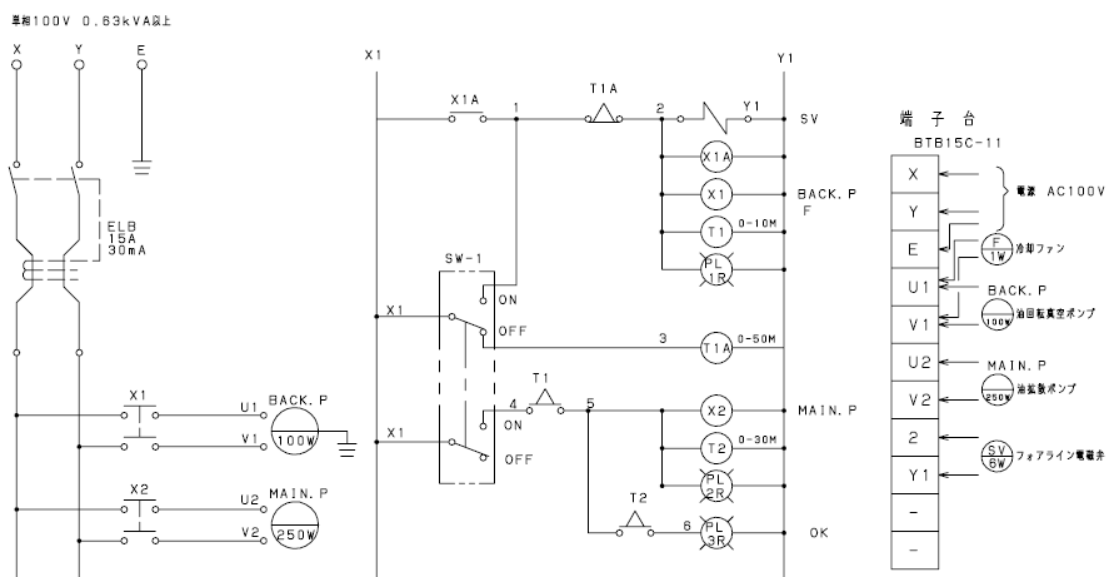 単相100V 0.63kVA以上
X Y E
ELB
15A
30mA
X1
U1 BACK.P
V1 100W
X2
U2 MAIN.P
V2 250W
X1 Y1
X1A 1 T1A 2 Y1 SV
X1A
X1 BACK.P
F
T1 0-10M
PL
1R
SW-1
ON
X1
OFF
3 T1A 0-50M
T1
4 5 X2 MAIN.P
ON
X1
OFF
T2 0-30M
PL
2R
T2
6 PL
3R
OK
端子台
BTB15C-11
X
Y
E
U1
V1
U2
V2
2
Y1
-
-
電源 AC100V
F
1W
冷却ファン
BACK.P
100W
油回転真空ポンプ
MAIN.P
250W
油拡散ポンプ
SV
6W
フォアライン電磁弁